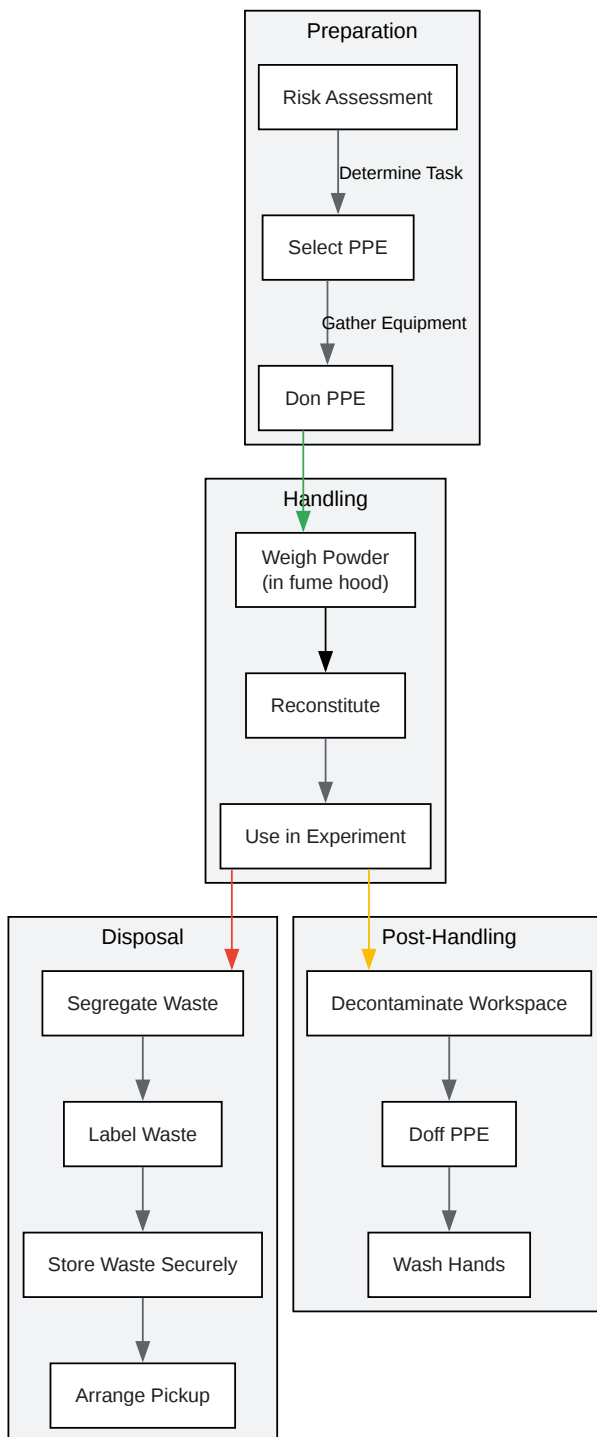 Preparation
Risk Assessment
Determine Task
Select PPE
Gather Equipment
Don PPE
Handling
Weigh Powder
(in fume hood)
Reconstitute
Use in Experiment
Disposal
Segregate Waste
Label Waste
Store Waste Securely
Arrange Pickup
Post-Handling
Decontaminate Workspace
Doff PPE
Wash Hands